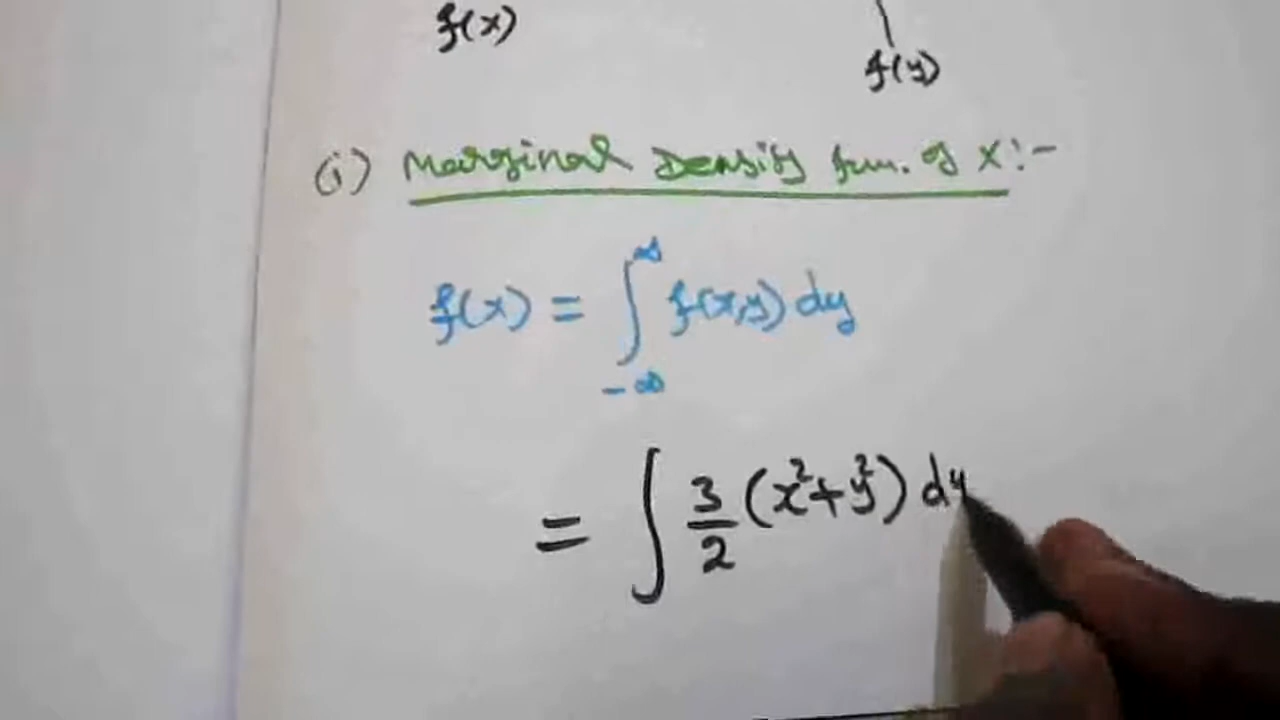 f(x) f(y)
(i) Marginal Density fun. of X:-
f(x) = ∫_{-∞}^{∞} f(x,y) dy
= ∫ 3/2 (x²+y²) dy